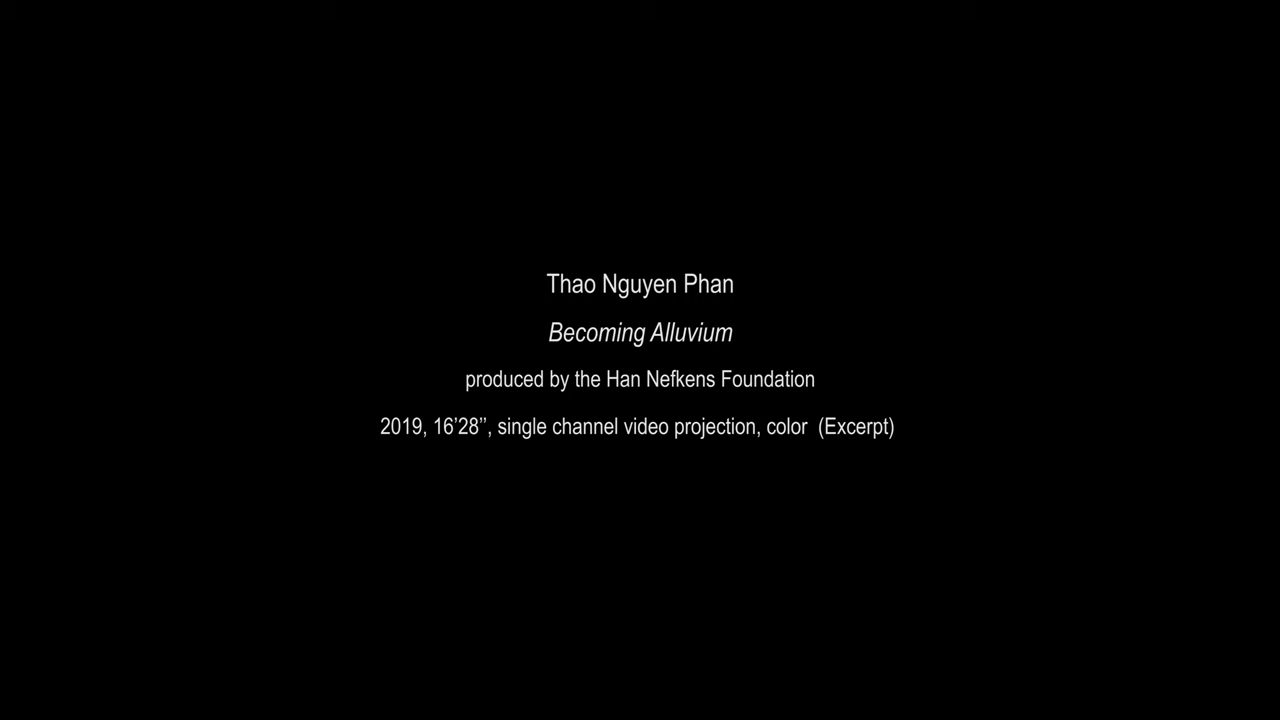 Thao Nguyen Phan
Becoming Alluvium
produced by the Han Nefkens Foundation
2019, 16’28’’, single channel video projection, color  (Excerpt)